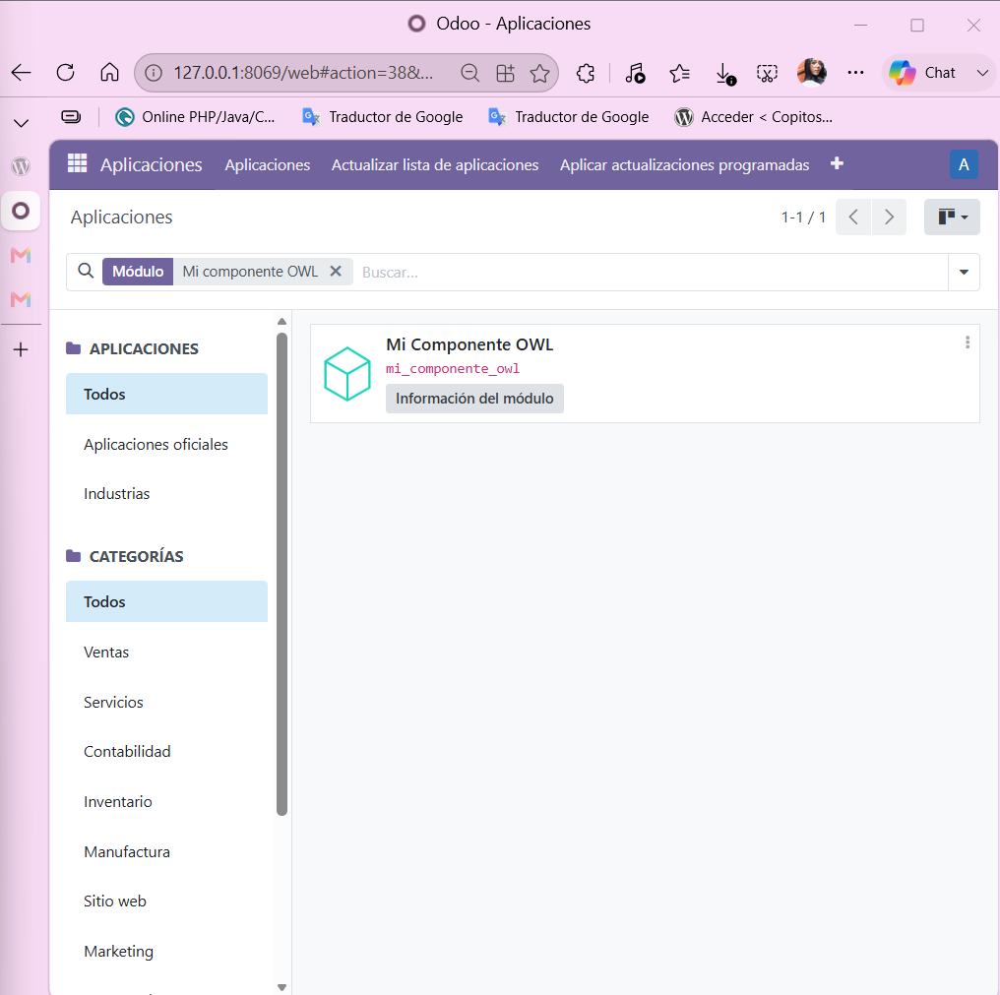 Odoo - Aplicaciones
127.0.0.1:8069/web#action=38&...
Chat
Online PHP/Java/C...
Traductor de Google
Traductor de Google
Acceder < Copitos...
Aplicaciones
Aplicaciones
Actualizar lista de aplicaciones
Aplicar actualizaciones programadas
A
Aplicaciones
1-1 / 1
Módulo
Mi componente OWL
Buscar...
APLICACIONES
Todos
Aplicaciones oficiales
Industrias
CATEGORÍAS
Todos
Ventas
Servicios
Contabilidad
Inventario
Manufactura
Sitio web
Marketing
Mi Componente OWL
mi_componente_owl
Información del módulo